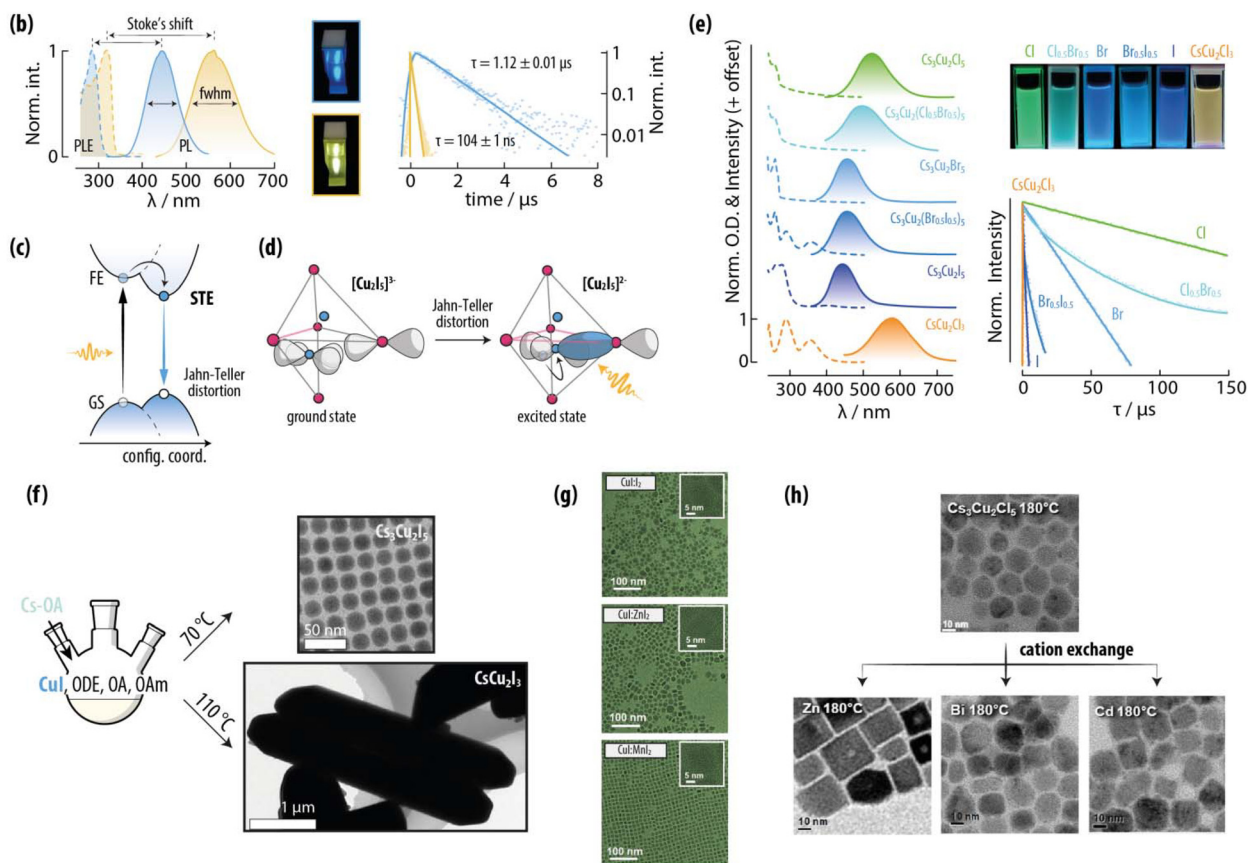 (b)
Stoke's shift
Norm. int.
1
0
PLE
fwhm
PL
300 400 500 600 700
λ / nm
τ = 1.12 ± 0.01 µs
τ = 104 ± 1 ns
1
0.1
0.01
Norm. int.
0 2 4 6 8
time / µs
(c)
FE
STE
Jahn-Teller
distortion
GS
config. coord.
(d)
[Cu₂I₅]³⁻
Jahn-Teller
distortion
[Cu₂I₅]²⁻
ground state
excited state
(e)
Norm. O.D. & Intensity (+ offset)
Cs₃Cu₂Cl₅
Cs₃Cu₂(Cl₀.₅Br₀.₅)₅
Cs₃Cu₂Br₅
Cs₃Cu₂(Br₀.₅I₀.₅)₅
Cs₃Cu₂I₅
CsCu₂Cl₃
1
0
300 400 500 600 700
λ / nm
Cl Cl₀.₅Br₀.₅ Br Br₀.₅I₀.₅ I CsCu₂Cl₃
CsCu₂Cl₃
Norm. Intensity
Cl
Cl₀.₅Br₀.₅
Br₀.₅I₀.₅
Br
I
0 50 100 150
τ / µs
(f)
Cs-OA
CuI, ODE, OA, OAm
70 °C
110 °C
Cs₃Cu₂I₅
50 nm
CsCu₂I₃
1 µm
(g)
CuI:I₂
5 nm
100 nm
CuI:ZnI₂
5 nm
100 nm
CuI:MnI₂
5 nm
100 nm
(h)
Cs₃Cu₂Cl₅ 180°C
10 nm
cation exchange
Zn 180°C
10 nm
Bi 180°C
10 nm
Cd 180°C
10 nm